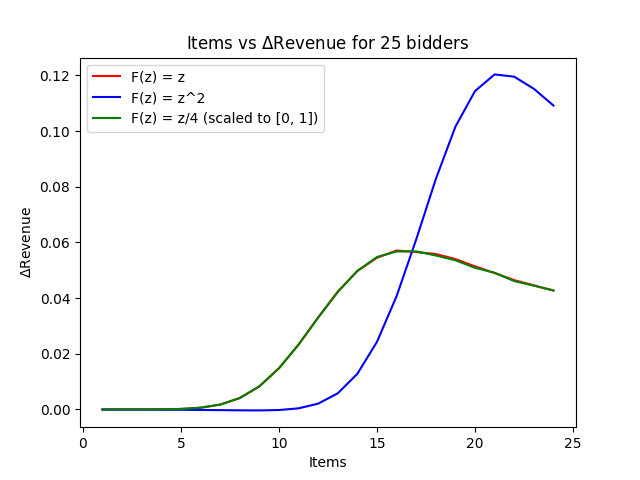 Items vs ΔRevenue for 25 bidders
F(z) = z
F(z) = z^2
F(z) = z/4 (scaled to [0, 1])
ΔRevenue
0.12
0.10
0.08
0.06
0.04
0.02
0.00
0 5 10 15 20 25
Items